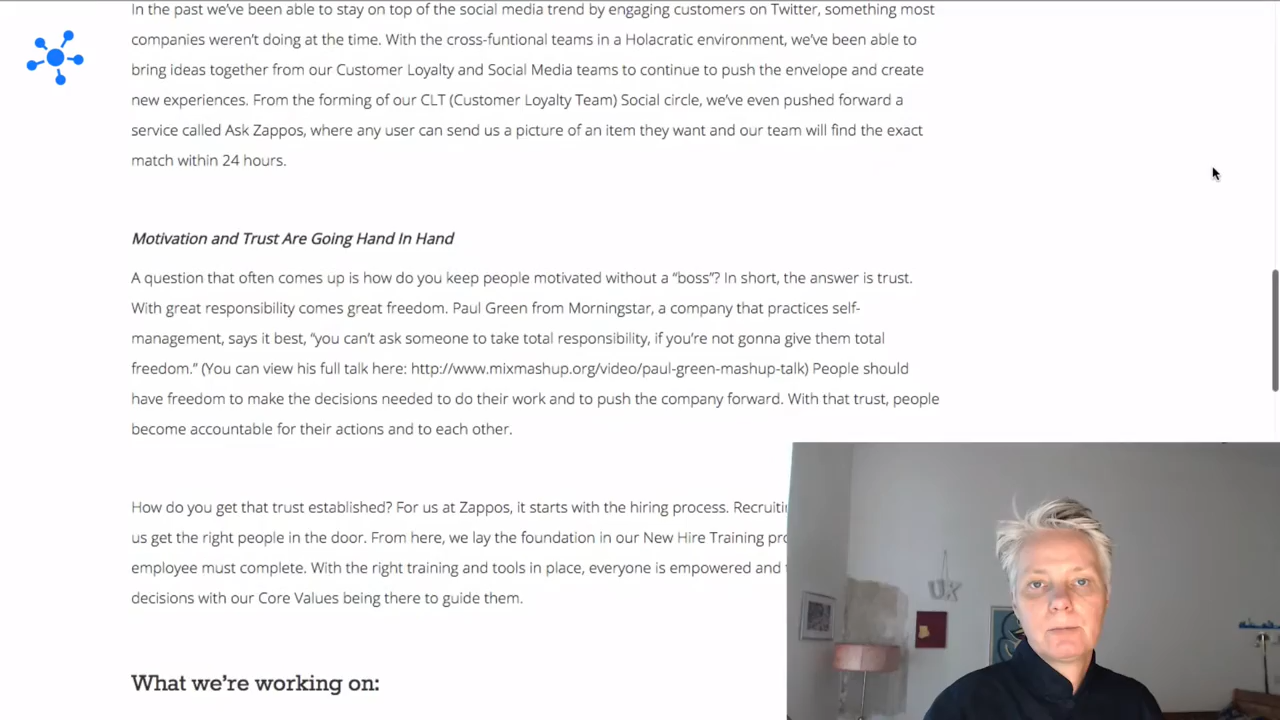 In the past we've been able to stay on top of the social media trend by engaging customers on Twitter, something most
companies weren't doing at the time. With the cross-funtional teams in a Holacratic environment, we've been able to
bring ideas together from our Customer Loyalty and Social Media teams to continue to push the envelope and create
new experiences. From the forming of our CLT (Customer Loyalty Team) Social circle, we've even pushed forward a
service called Ask Zappos, where any user can send us a picture of an item they want and our team will find the exact
match within 24 hours.
Motivation and Trust Are Going Hand In Hand
A question that often comes up is how do you keep people motivated without a “boss”? In short, the answer is trust.
With great responsibility comes great freedom. Paul Green from Morningstar, a company that practices self-
management, says it best, “you can't ask someone to take total responsibility, if you're not gonna give them total
freedom.” (You can view his full talk here: http://www.mixmashup.org/video/paul-green-mashup-talk) People should
have freedom to make the decisions needed to do their work and to push the company forward. With that trust, people
become accountable for their actions and to each other.
How do you get that trust established? For us at Zappos, it starts with the hiring process.
us get the right people in the door. From here, we lay the foundation in our New Hire Training
employee must complete. With the right training and tools in place, everyone is empowered and
decisions with our Core Values being there to guide them.
What we're working on:
UX